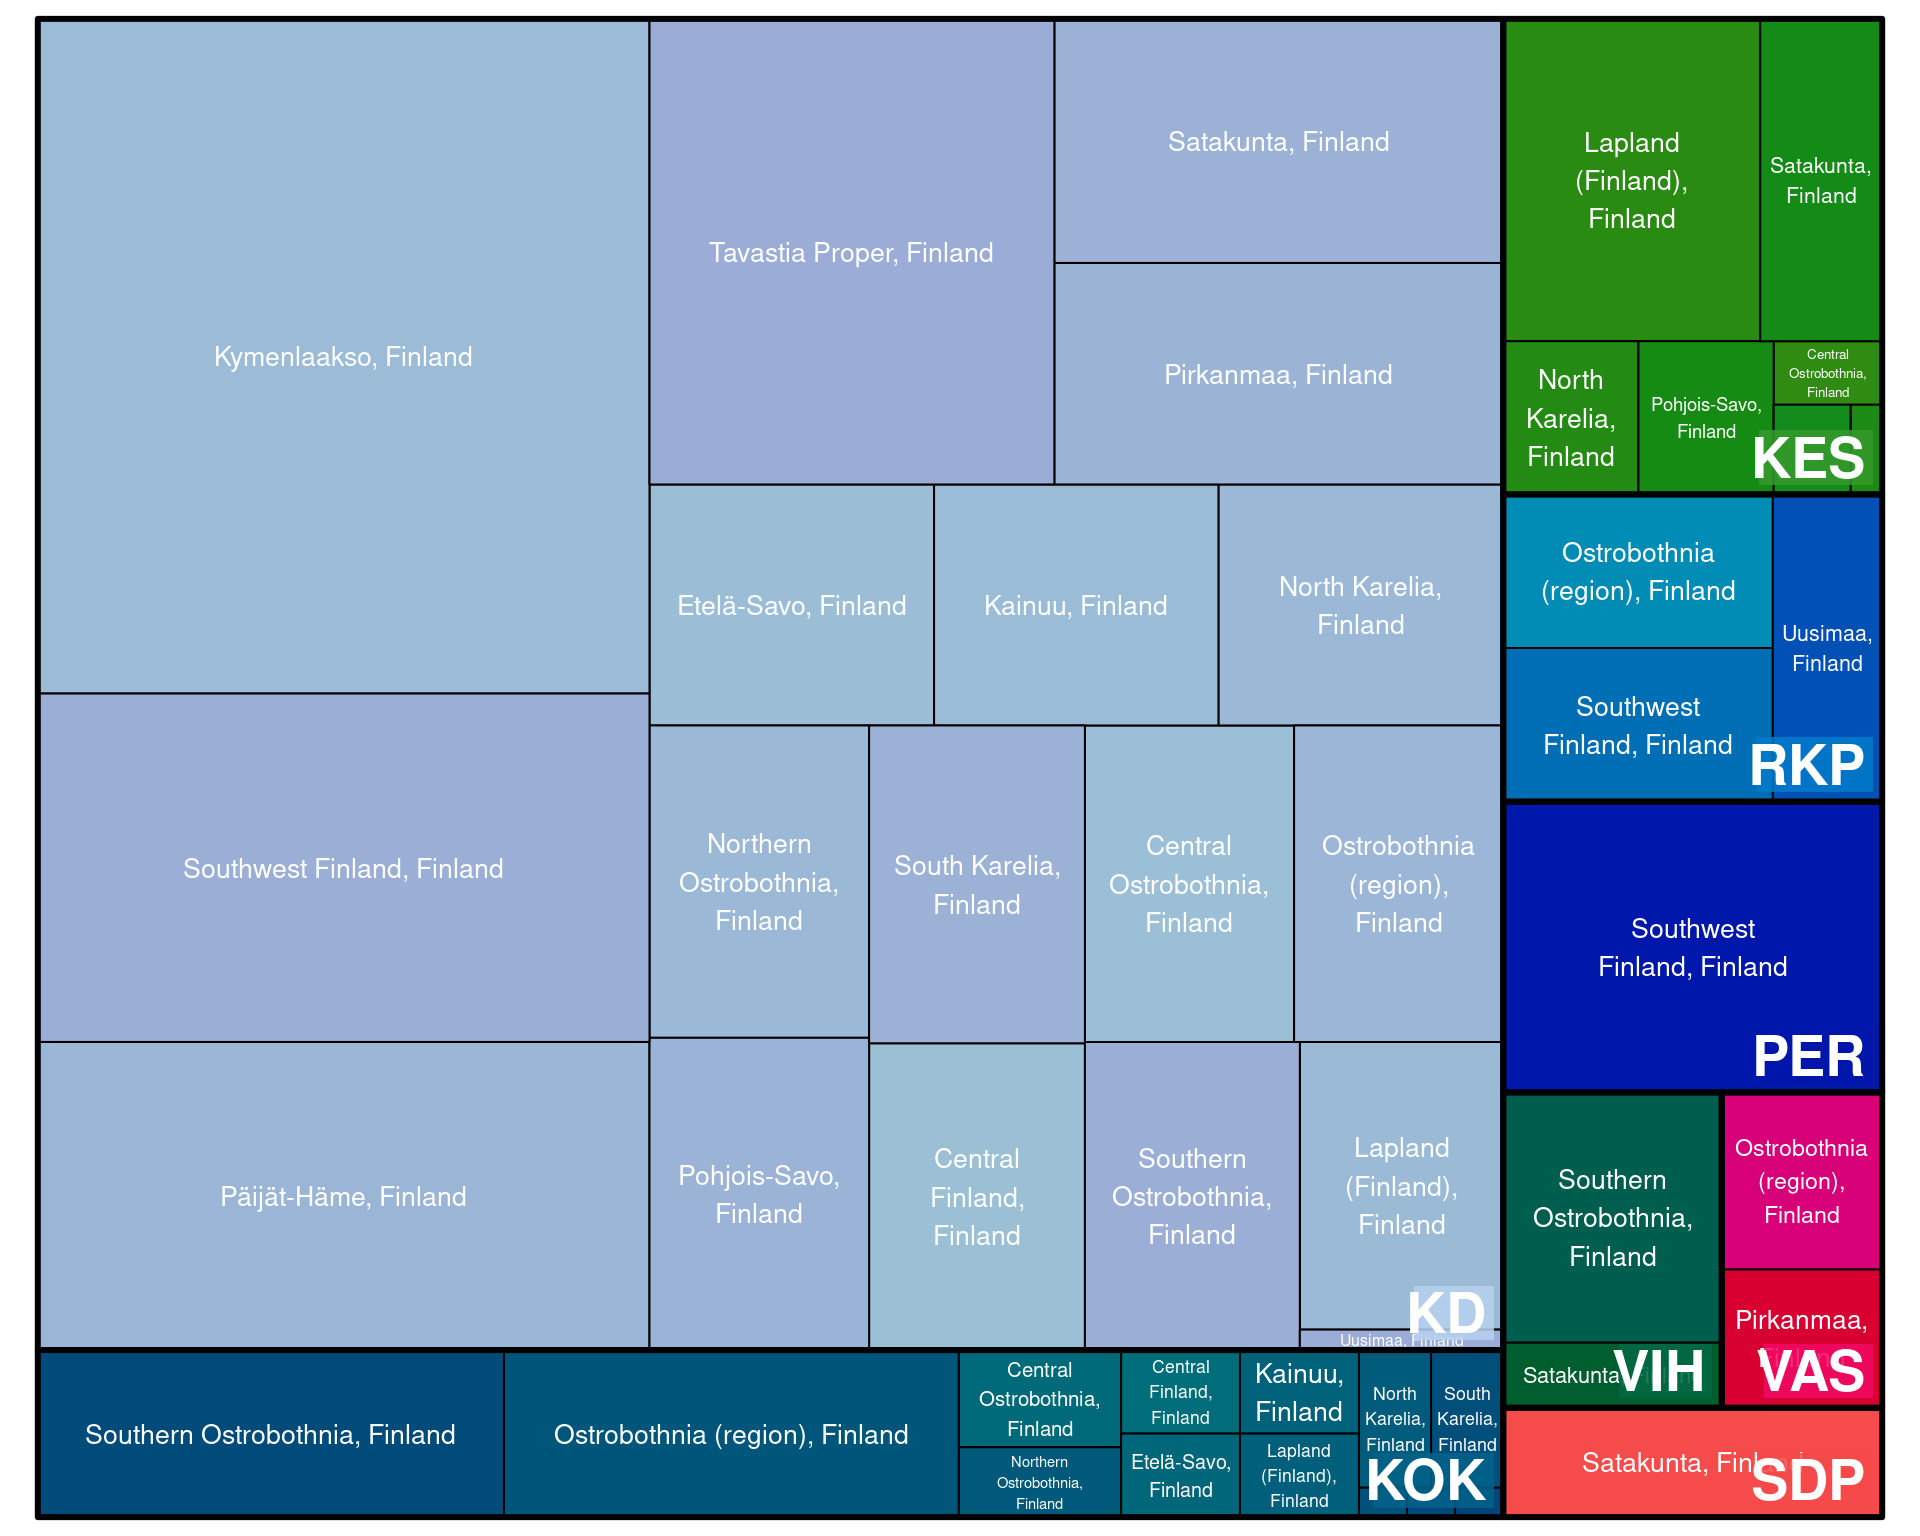 Kymenlaakso, Finland
Southwest Finland, Finland
Päijät-Häme, Finland
Tavastia Proper, Finland
Satakunta, Finland
Pirkanmaa, Finland
Etelä-Savo, Finland
Kainuu, Finland
North Karelia,
Finland
Northern
Ostrobothnia,
Finland
South Karelia,
Finland
Central
Ostrobothnia,
Finland
Ostrobothnia
(region),
Finland
Pohjois-Savo,
Finland
Central
Finland,
Finland
Southern
Ostrobothnia,
Finland
Lapland
(Finland),
Finland
Uusimaa, Finland
KD
Southern Ostrobothnia, Finland
Ostrobothnia (region), Finland
Central
Ostrobothnia,
Finland
Northern
Ostrobothnia,
Finland
Central
Finland,
Finland
Etelä-Savo,
Finland
Kainuu,
Finland
Lapland
(Finland),
Finland
North
Karelia,
Finland
South
Karelia,
Finland
KOK
Lapland
(Finland),
Finland
Satakunta,
Finland
North
Karelia,
Finland
Pohjois-Savo,
Finland
Central
Ostrobothnia,
Finland
KES
Ostrobothnia
(region), Finland
Southwest
Finland, Finland
Uusimaa,
Finland
RKP
Southwest
Finland, Finland
PER
Southern
Ostrobothnia,
Finland
Satakunta
VIH
Ostrobothnia
(region),
Finland
Pirkanmaa,
VAS
Satakunta,
SDP